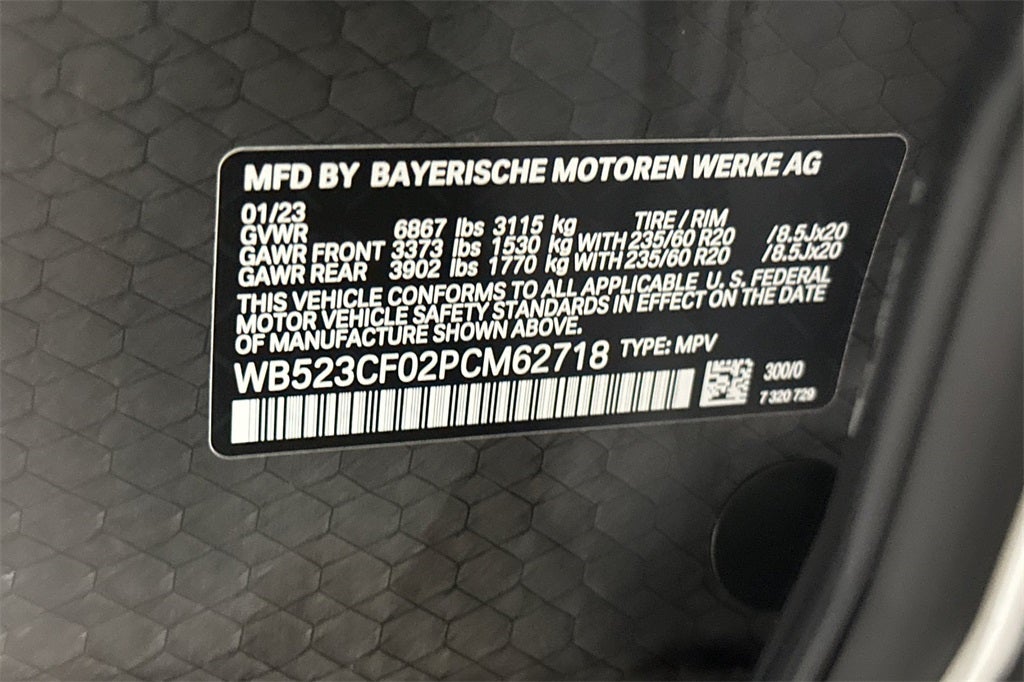 MFD BY BAYERISCHE MOTOREN WERKE AG
01/23
GVWR 6867 lbs 3115 kg TIRE / RIM
GAWR FRONT 3373 lbs 1530 kg WITH 235/60 R20 /8.5Jx20
GAWR REAR 3902 lbs 1770 kg WITH 235/60 R20 /8.5Jx20
THIS VEHICLE CONFORMS TO ALL APPLICABLE U. S. FEDERAL
MOTOR VEHICLE SAFETY STANDARDS IN EFFECT ON THE DATE
OF MANUFACTURE SHOWN ABOVE.
WB523CF02PCM62718 TYPE: MPV
300/0
7 320 729